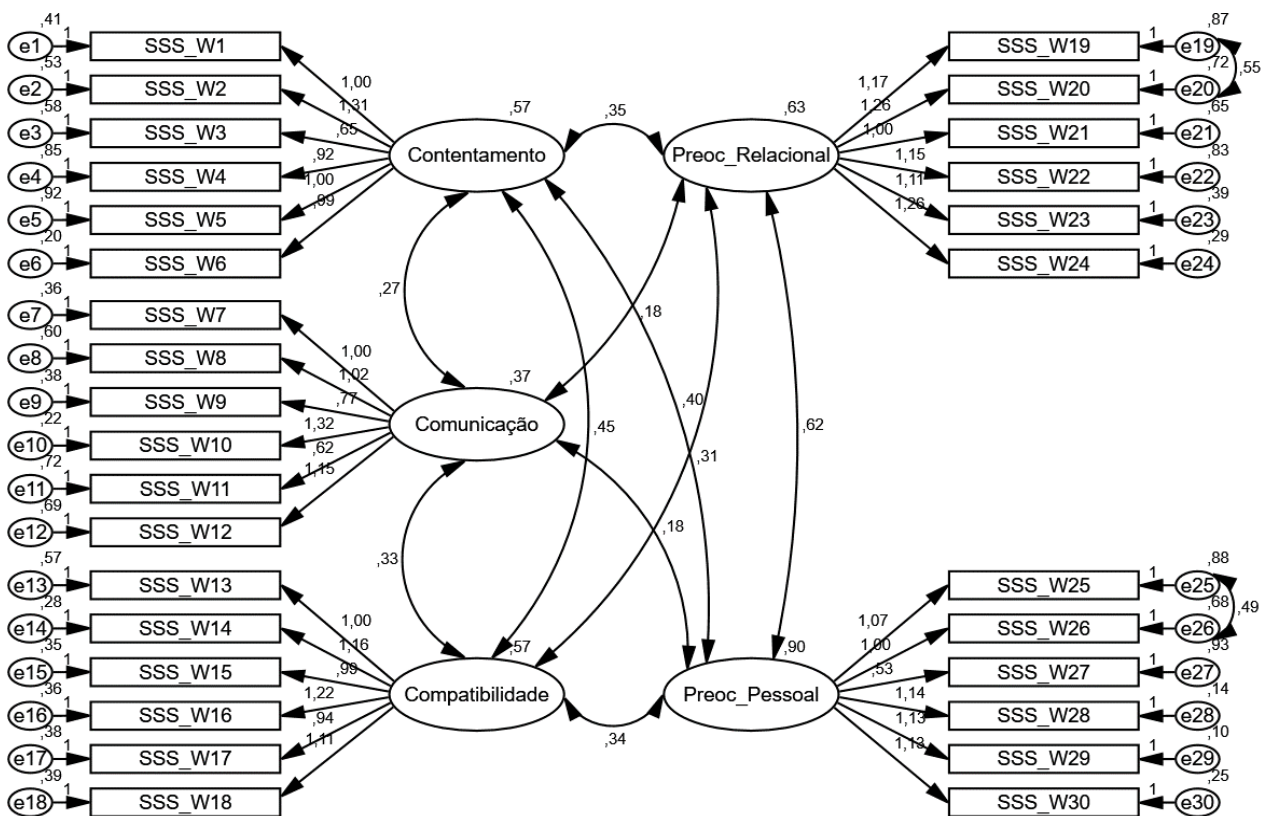 ,41
e1 1 SSS_W1
,53
e2 1 SSS_W2
,58
e3 1 SSS_W3
,85
e4 1 SSS_W4
,92
e5 1 SSS_W5
,20
e6 1 SSS_W6
1,00
1,31
,65
,92
1,00
,99
,57
Contentamento
,36
e7 1 SSS_W7
,60
e8 1 SSS_W8
,38
e9 1 SSS_W9
,22
e10 1 SSS_W10
,72
e11 1 SSS_W11
,69
e12 1 SSS_W12
1,00
1,02
,77
1,32
,62
1,15
,37
Comunicação
,57
e13 1 SSS_W13
,28
e14 1 SSS_W14
,35
e15 1 SSS_W15
,36
e16 1 SSS_W16
,38
e17 1 SSS_W17
,39
e18 1 SSS_W18
1,00
1,16
,99
1,22
,94
1,11
,57
Compatibilidade
,35
,27
,18
,40
,45
,31
,62
,18
,33
,34
,63
Preoc_Relacional
1,17
1,26
1,00
1,15
1,11
1,26
,87
SSS_W19 1 e19
,72
SSS_W20 1 e20
,55
,65
SSS_W21 1 e21
,83
SSS_W22 1 e22
,39
SSS_W23 1 e23
,29
SSS_W24 1 e24
,90
Preoc_Pessoal
1,07
1,00
,53
1,14
1,13
1,13
,88
SSS_W25 1 e25
,68
SSS_W26 1 e26
,49
,93
SSS_W27 1 e27
,14
SSS_W28 1 e28
,10
SSS_W29 1 e29
,25
SSS_W30 1 e30